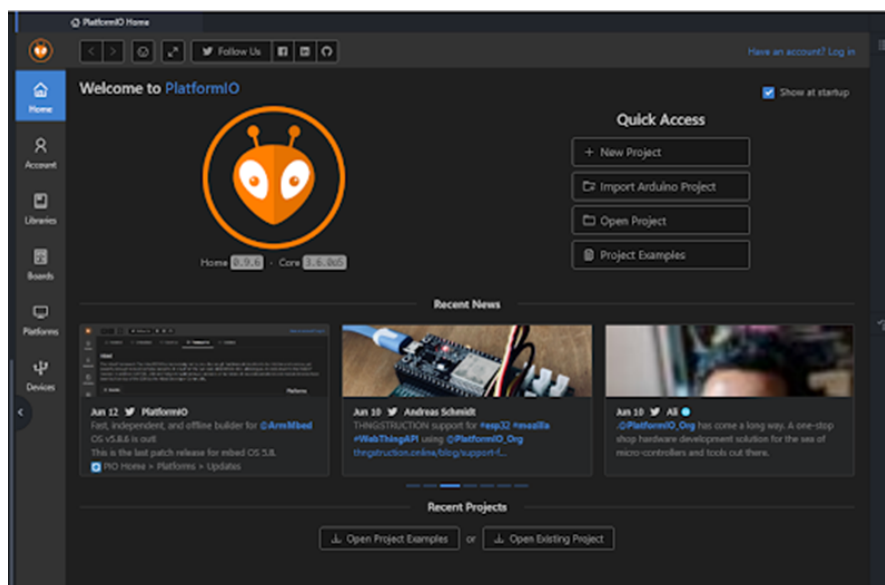 PlatformIO Home
Follow Us
Have an account? Log in
Home
Account
Libraries
Boards
Platforms
Devices
Welcome to PlatformIO
Show at startup
Quick Access
New Project
Import Arduino Project
Open Project
Project Examples
Home 0.9.6 · Core 3.6.0a5
Recent News
Jun 12 PlatformIO
Fast, independent, and offline builder for @ArmMbed
OS v5.8.6 is out!
This is the last patch release for mbed OS 5.8.
PIO Home > Platforms > Updates
Jun 10 Andreas Schmidt
THNGSTRUCTION support for #esp32 #mozilla
#WebThingAPI using @PlatformIO_Org
thngstruction.online/blog/support-f...
Jun 10 Ali
.@PlatformIO_Org has come a long way. A one-stop
shop hardware development solution for the sea of
micro-controllers and tools out there.
Recent Projects
Open Project Examples or Open Existing Project